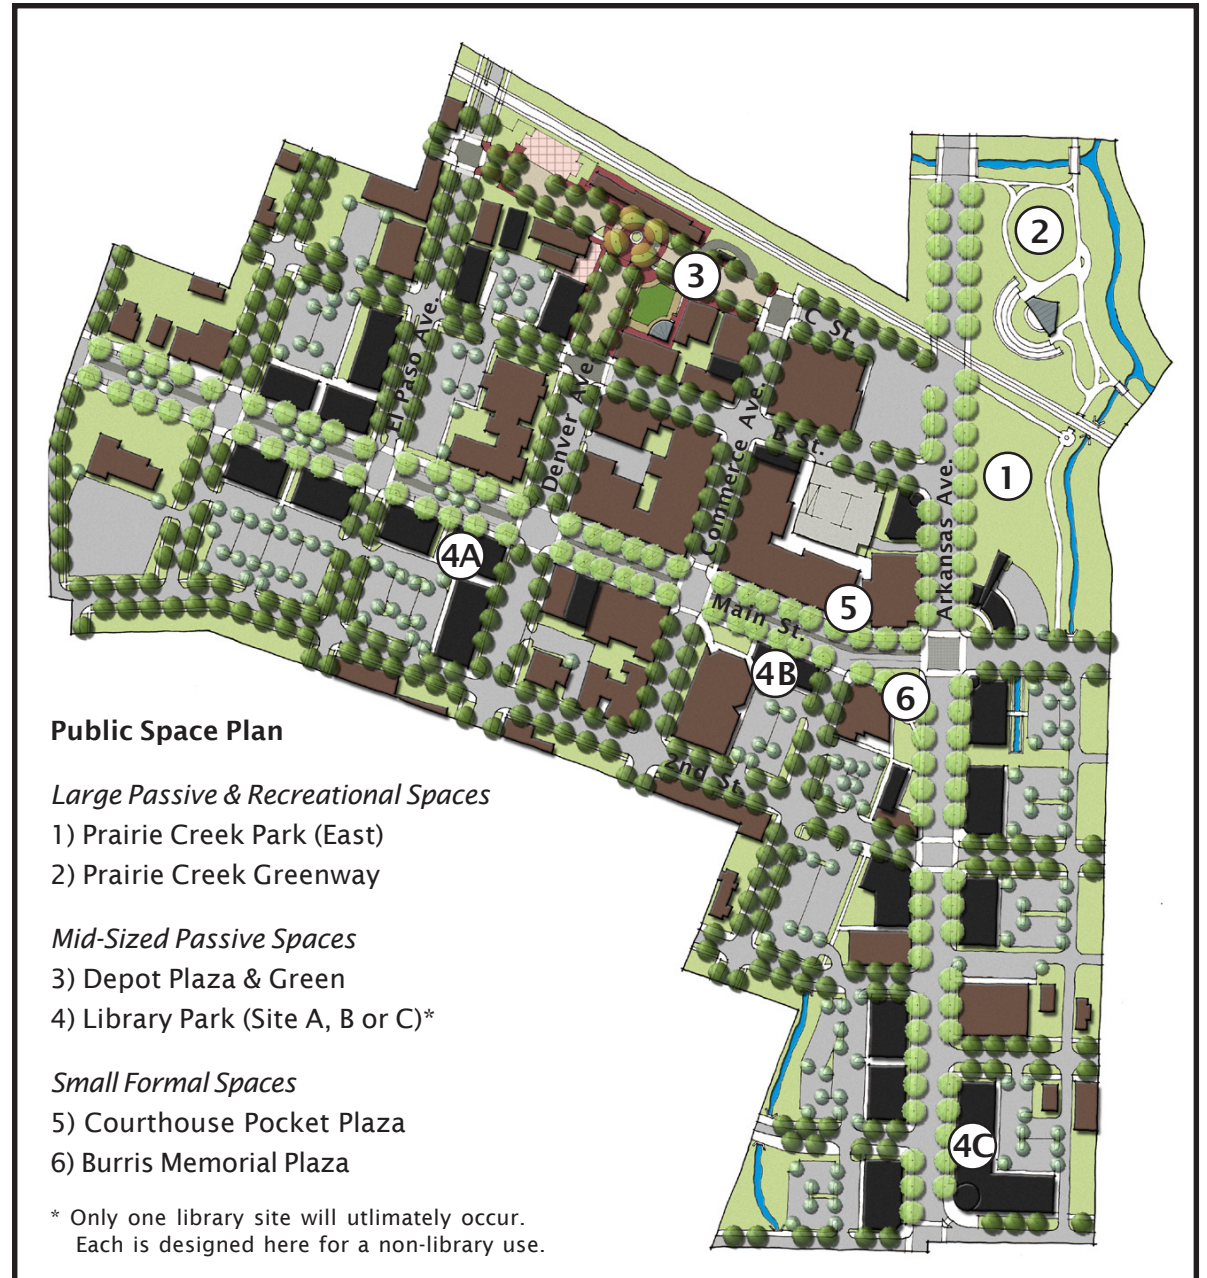 2
3
C St.
El Paso Ave.
Denver Ave.
Commerce Ave.
B St.
Arkansas Ave.
1
4A
5
Main St.
4B
6
2nd St.
4C
Public Space Plan
Large Passive & Recreational Spaces
1) Prairie Creek Park (East)
2) Prairie Creek Greenway
Mid-Sized Passive Spaces
3) Depot Plaza & Green
4) Library Park (Site A, B or C)*
Small Formal Spaces
5) Courthouse Pocket Plaza
6) Burris Memorial Plaza
* Only one library site will utlimately occur.
Each is designed here for a non-library use.